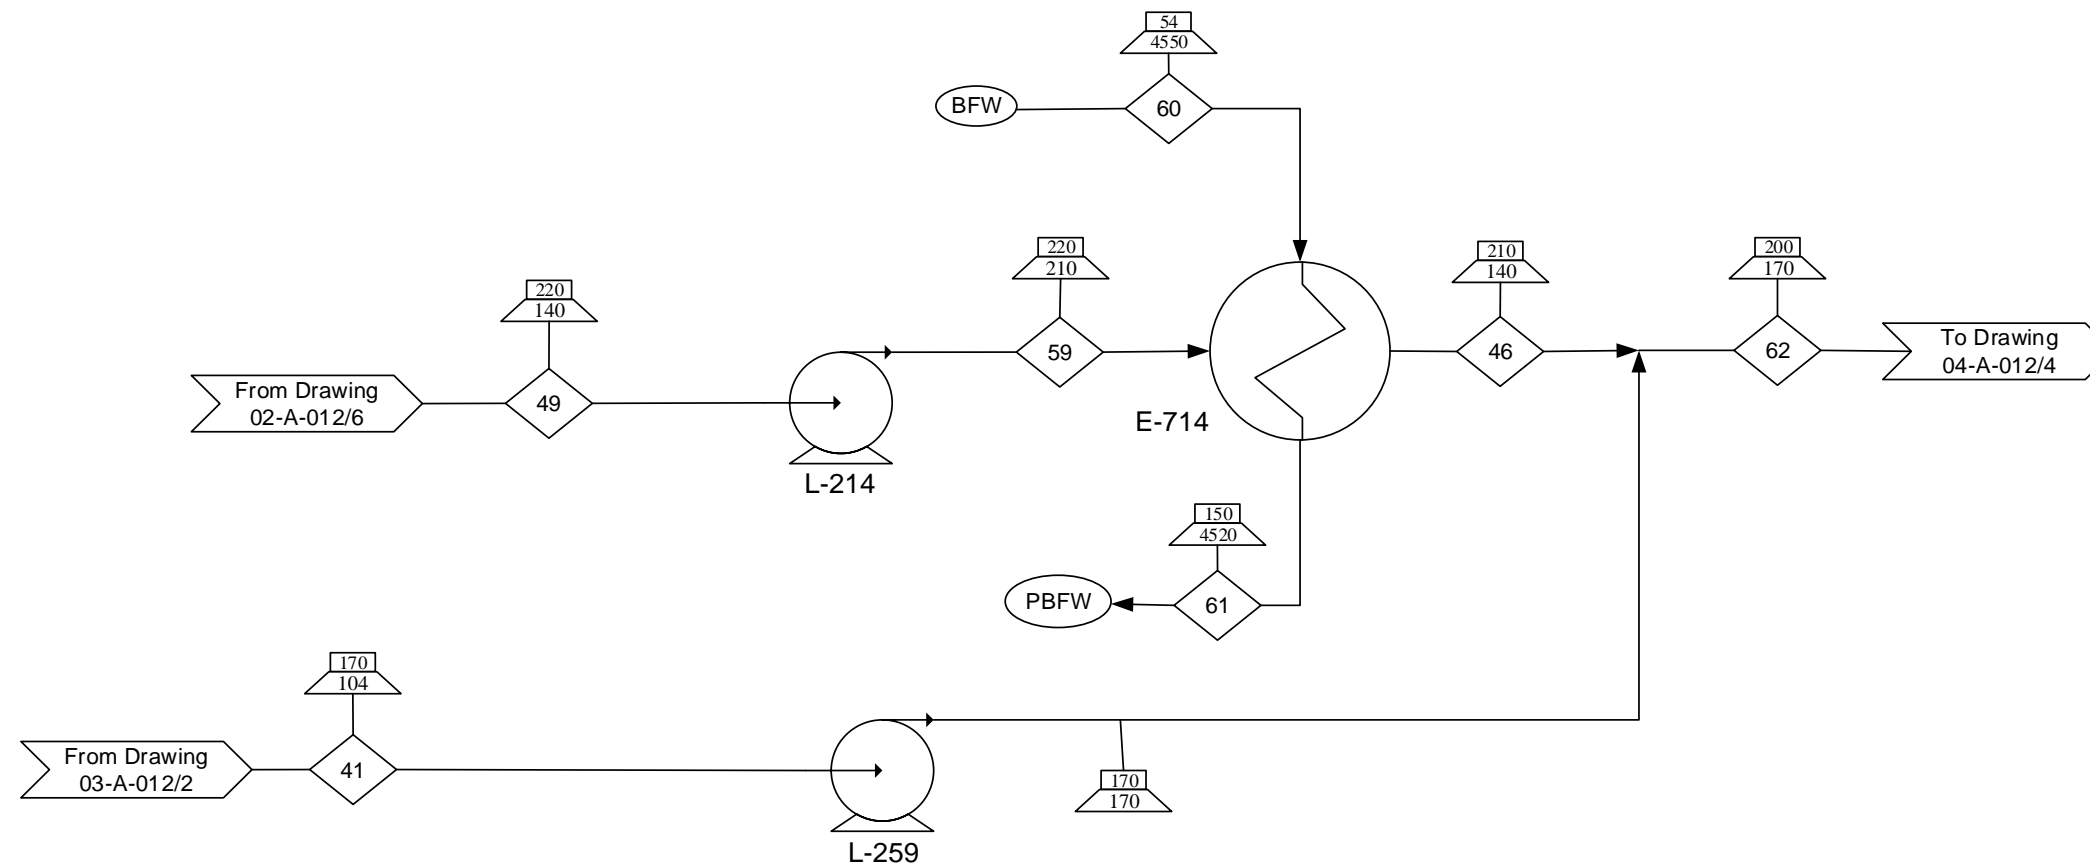 54
4550
BFW
60
220
210
210
140
200
170
220
140
59
46
62
To Drawing
04-A-012/4
From Drawing
02-A-012/6
49
E-714
L-214
150
4520
PBFW
61
170
104
From Drawing
03-A-012/2
41
170
170
L-259